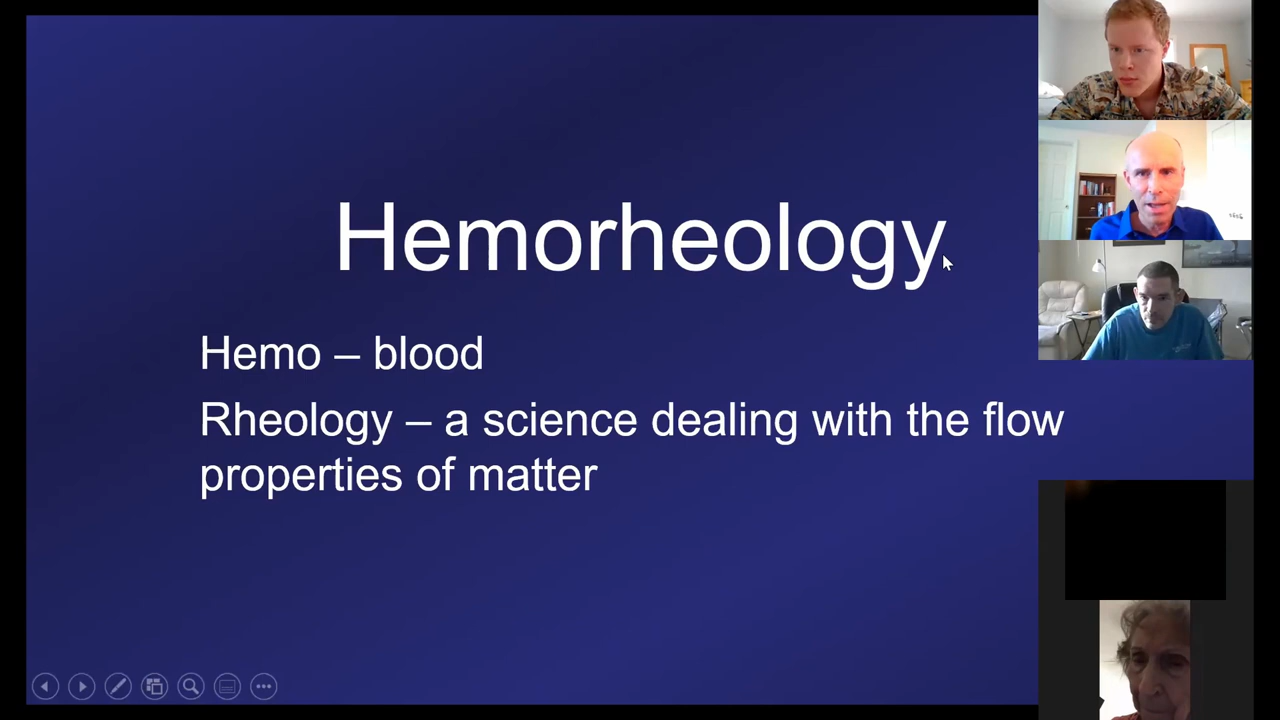 Hemorheology
Hemo – blood
Rheology – a science dealing with the flow
properties of matter